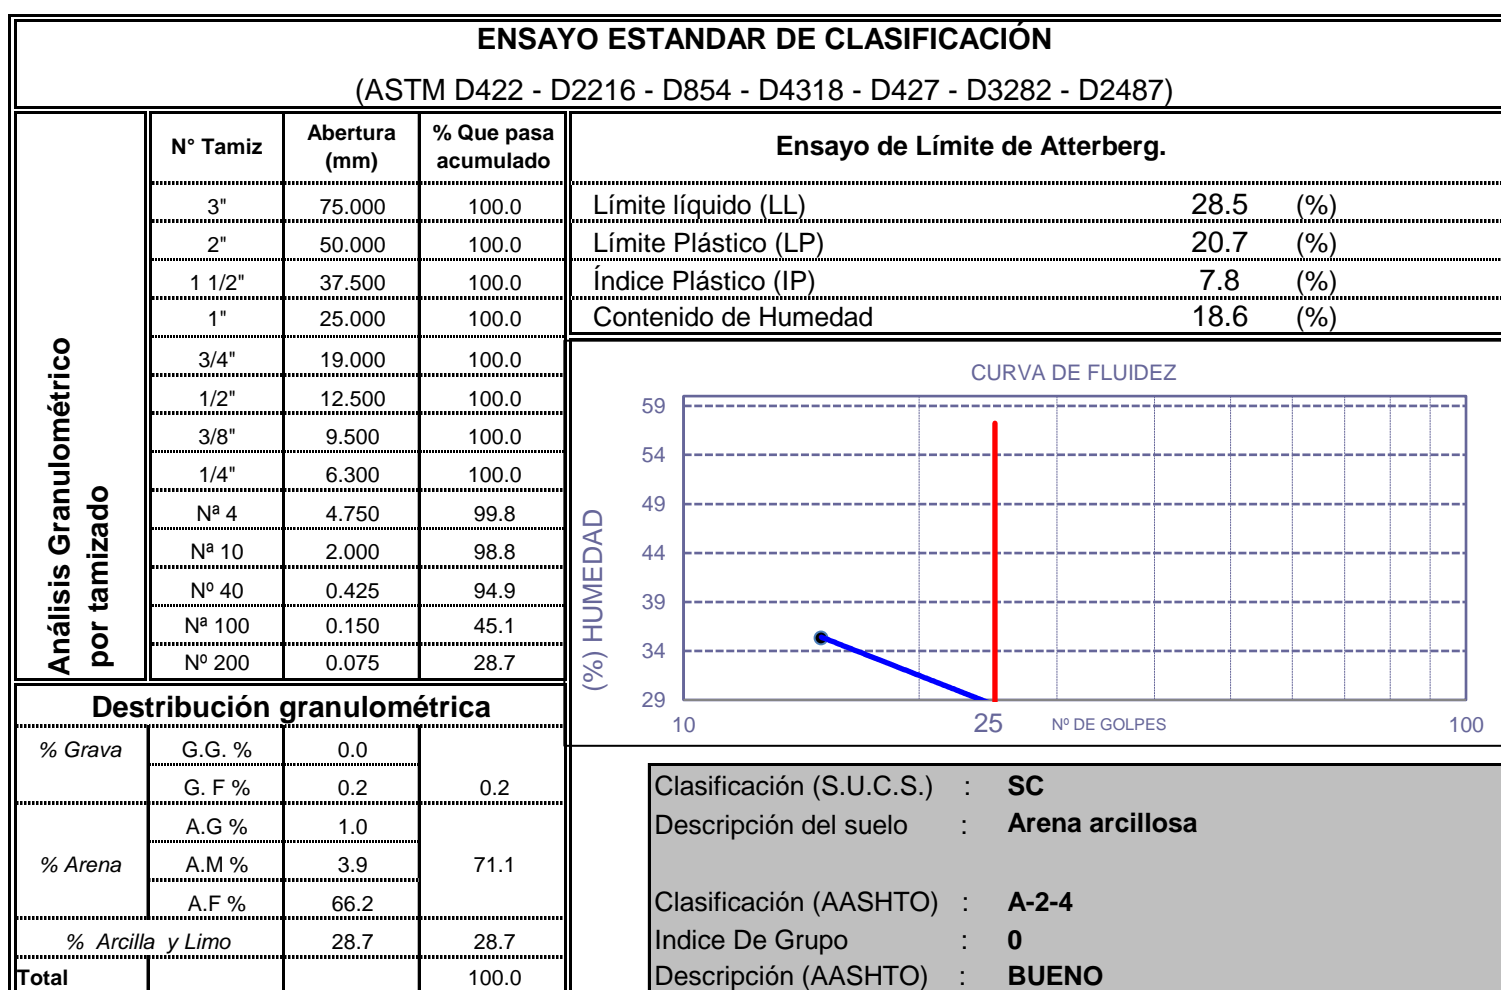 ENSAYO ESTANDAR DE CLASIFICACIÓN
(ASTM D422 - D2216 - D854 - D4318 - D427 - D3282 - D2487)
Análisis Granulométrico
por tamizado
N° Tamiz Abertura (mm) % Que pasa acumulado
3" 75.000 100.0
2" 50.000 100.0
1 1/2" 37.500 100.0
1" 25.000 100.0
3/4" 19.000 100.0
1/2" 12.500 100.0
3/8" 9.500 100.0
1/4" 6.300 100.0
Nª 4 4.750 99.8
Nª 10 2.000 98.8
Nº 40 0.425 94.9
Nª 100 0.150 45.1
Nº 200 0.075 28.7
Ensayo de Límite de Atterberg.
Límite líquido (LL) 28.5 (%)
Límite Plástico (LP) 20.7 (%)
Índice Plástico (IP) 7.8 (%)
Contenido de Humedad 18.6 (%)
CURVA DE FLUIDEZ
(%) HUMEDAD
59
54
49
44
39
34
29
10 25 Nº DE GOLPES 100
Destribución granulométrica
% Grava G.G. % 0.0
G. F % 0.2 0.2
A.G % 1.0
% Arena A.M % 3.9 71.1
A.F % 66.2
% Arcilla y Limo 28.7 28.7
Total 100.0
Clasificación (S.U.C.S.) : SC
Descripción del suelo : Arena arcillosa
Clasificación (AASHTO) : A-2-4
Indice De Grupo : 0
Descripción (AASHTO) : BUENO